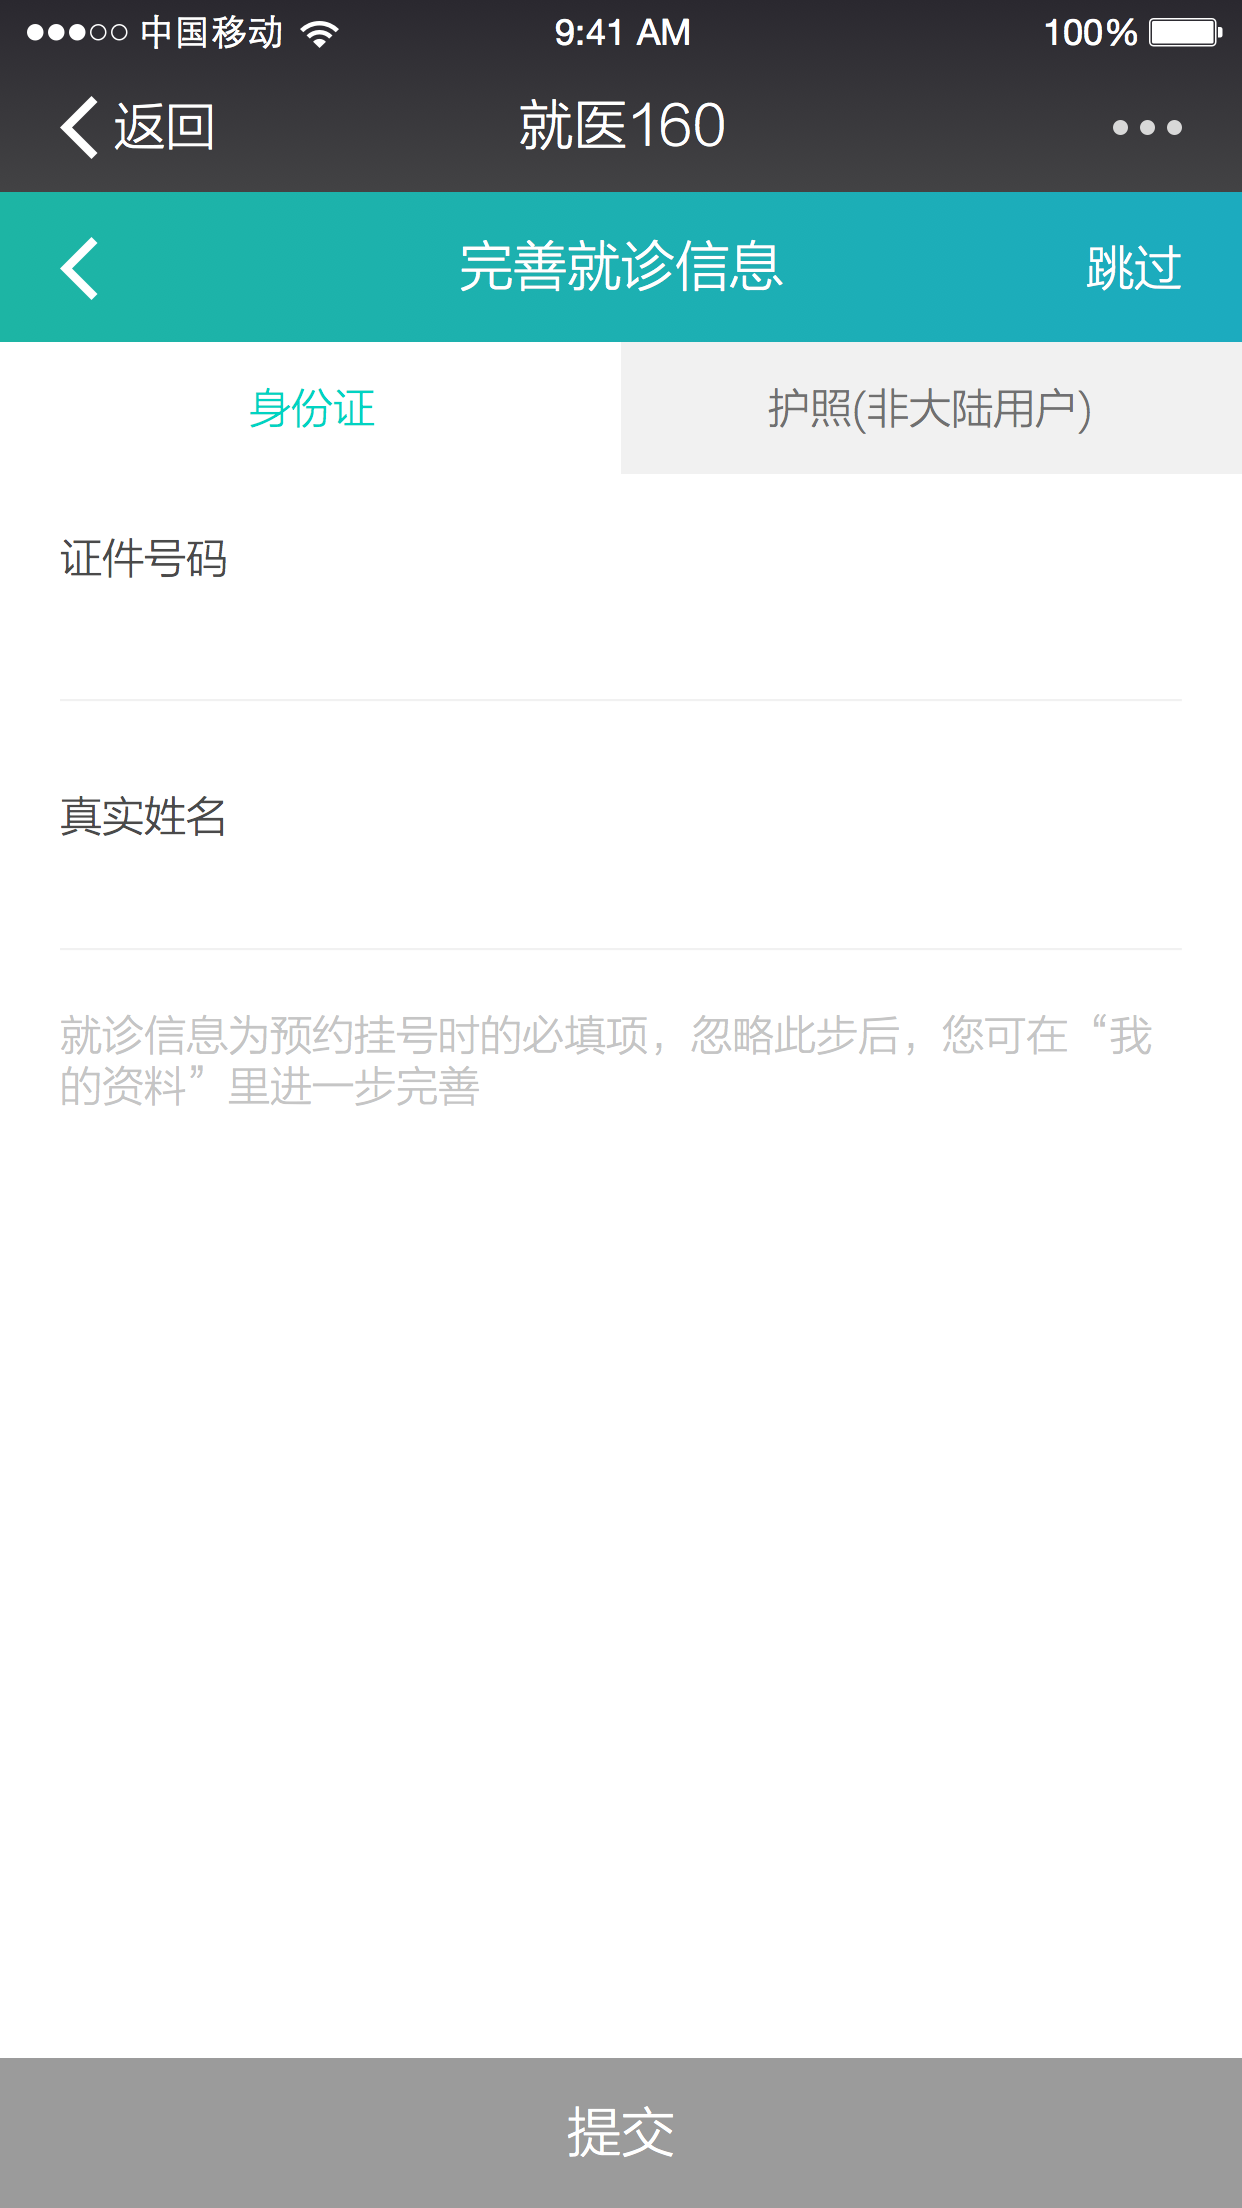 中国移动 9:41 AM 100%
返回 就医160
完善就诊信息 跳过
身份证 护照(非大陆用户)
证件号码
真实姓名
就诊信息为预约挂号时的必填项，忽略此步后，您可在“我
的资料”里进一步完善
提交